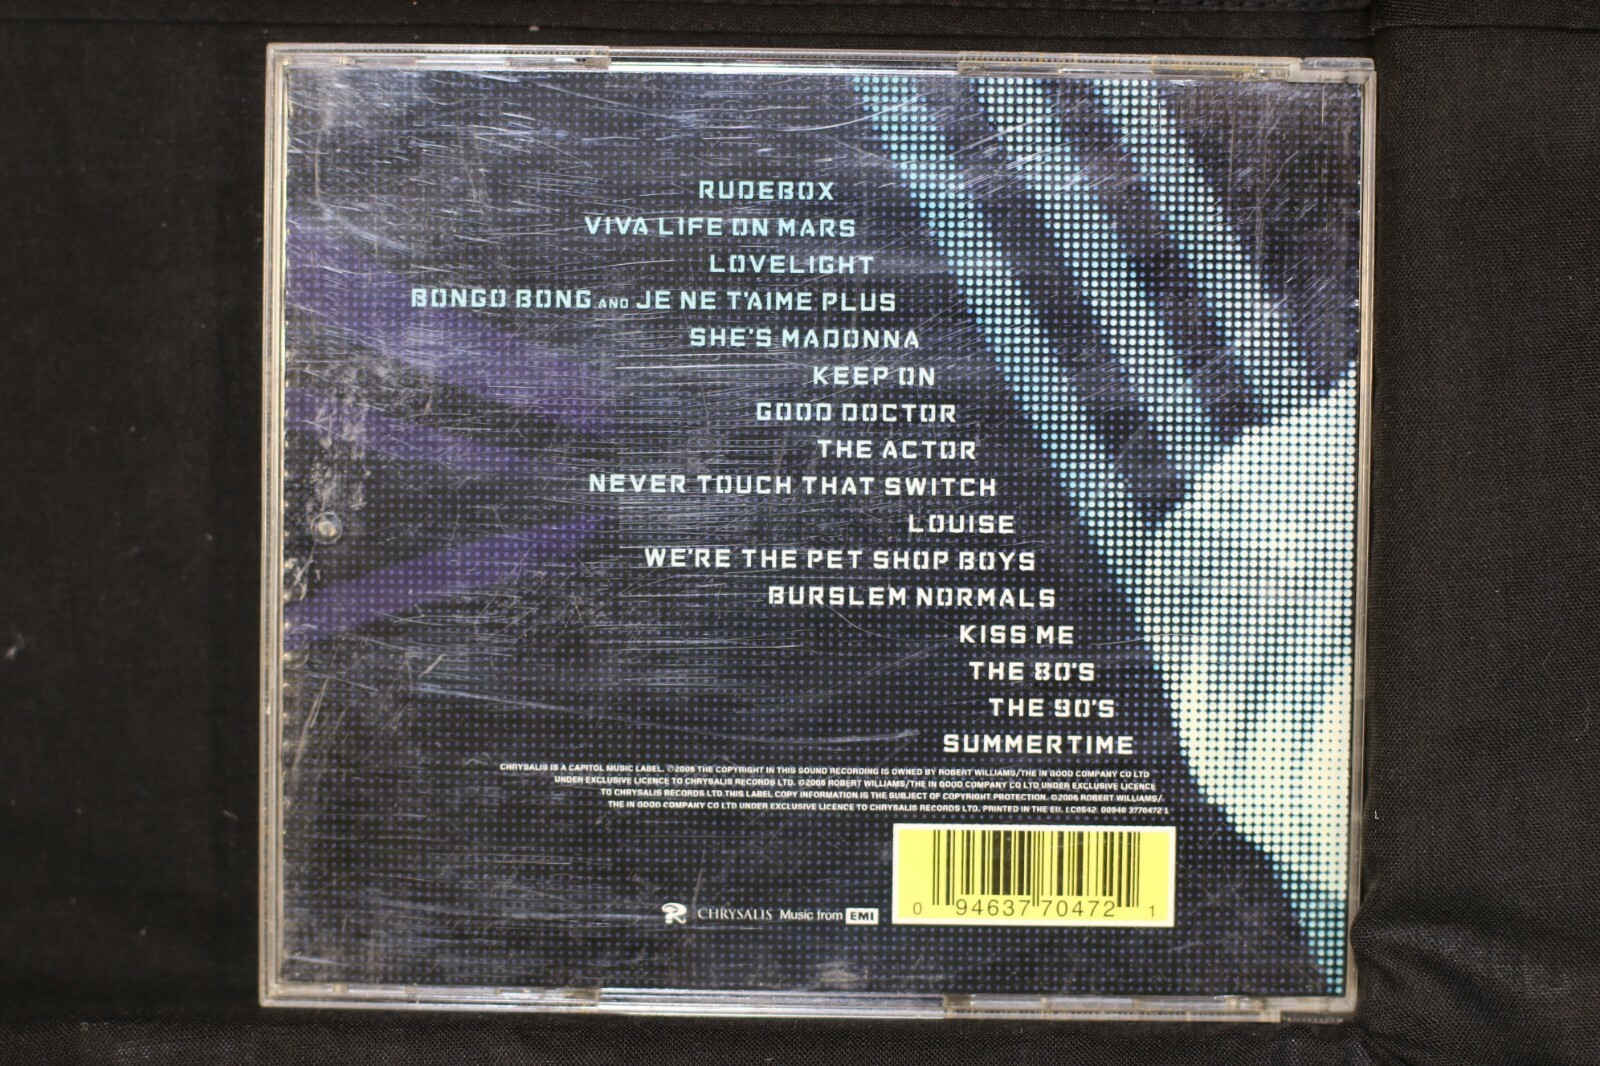 RUDEBOX
VIVA LIFE ON MARS
LOVELIGHT
BONGO BONG AND JE NE T'AIME PLUS
SHE'S MADONNA
KEEP ON
GOOD DOCTOR
THE ACTOR
NEVER TOUCH THAT SWITCH
LOUISE
WE'RE THE PET SHOP BOYS
BURSLEM NORMALS
KISS ME
THE 80'S
THE 90'S
SUMMERTIME
CHRYSALIS IS A CAPITOL MUSIC LABEL. ℗2006 THE COPYRIGHT IN THIS SOUND RECORDING IS OWNED BY ROBERT WILLIAMS/THE IN GOOD COMPANY CO LTD
UNDER EXCLUSIVE LICENCE TO CHRYSALIS RECORDS LTD. ©2006 ROBERT WILLIAMS/THE IN GOOD COMPANY CO LTD UNDER EXCLUSIVE LICENCE
TO CHRYSALIS RECORDS LTD.THIS LABEL COPY INFORMATION IS THE SUBJECT OF COPYRIGHT PROTECTION. ©2006 ROBERT WILLIAMS/
THE IN GOOD COMPANY CO LTD UNDER EXCLUSIVE LICENCE TO CHRYSALIS RECORDS LTD. PRINTED IN THE EU. LC0542. 00946 3770472 1
CHRYSALIS Music from EMI
0 94637 70472 1